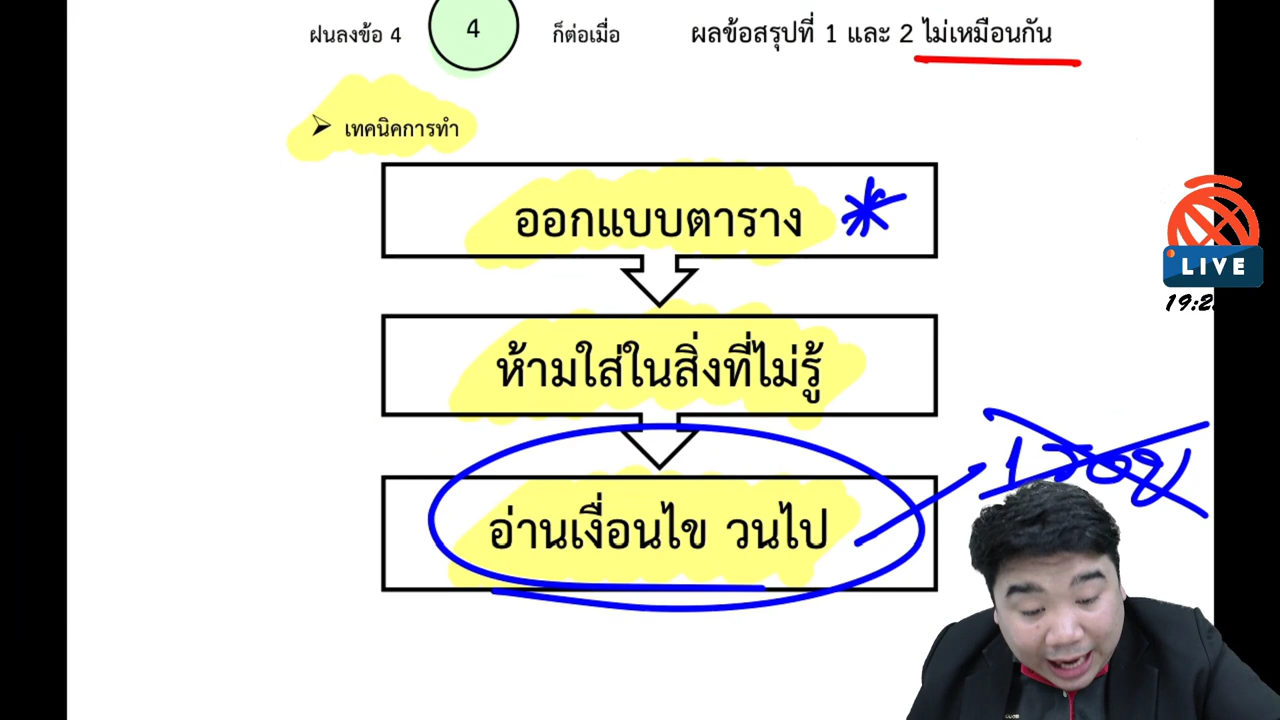 ฝนลงข้อ 4 4 ก็ต่อเมื่อ ผลข้อสรุปที่ 1 และ 2 ไม่เหมือนกัน
➢ เทคนิคการทำ
ออกแบบตาราง *
ห้ามใส่ในสิ่งที่ไม่รู้
อ่านเงื่อนไข วนไป
LIVE